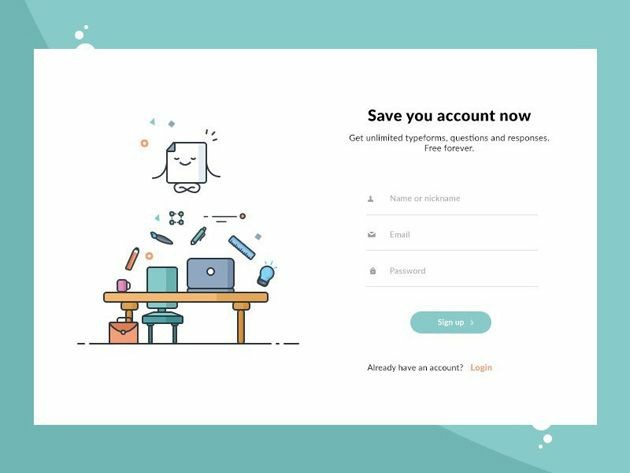 Save you account now
Get unlimited typeforms, questions and responses.
Free forever.
Name or nickname
Email
Password
Sign up
Already have an account? Login